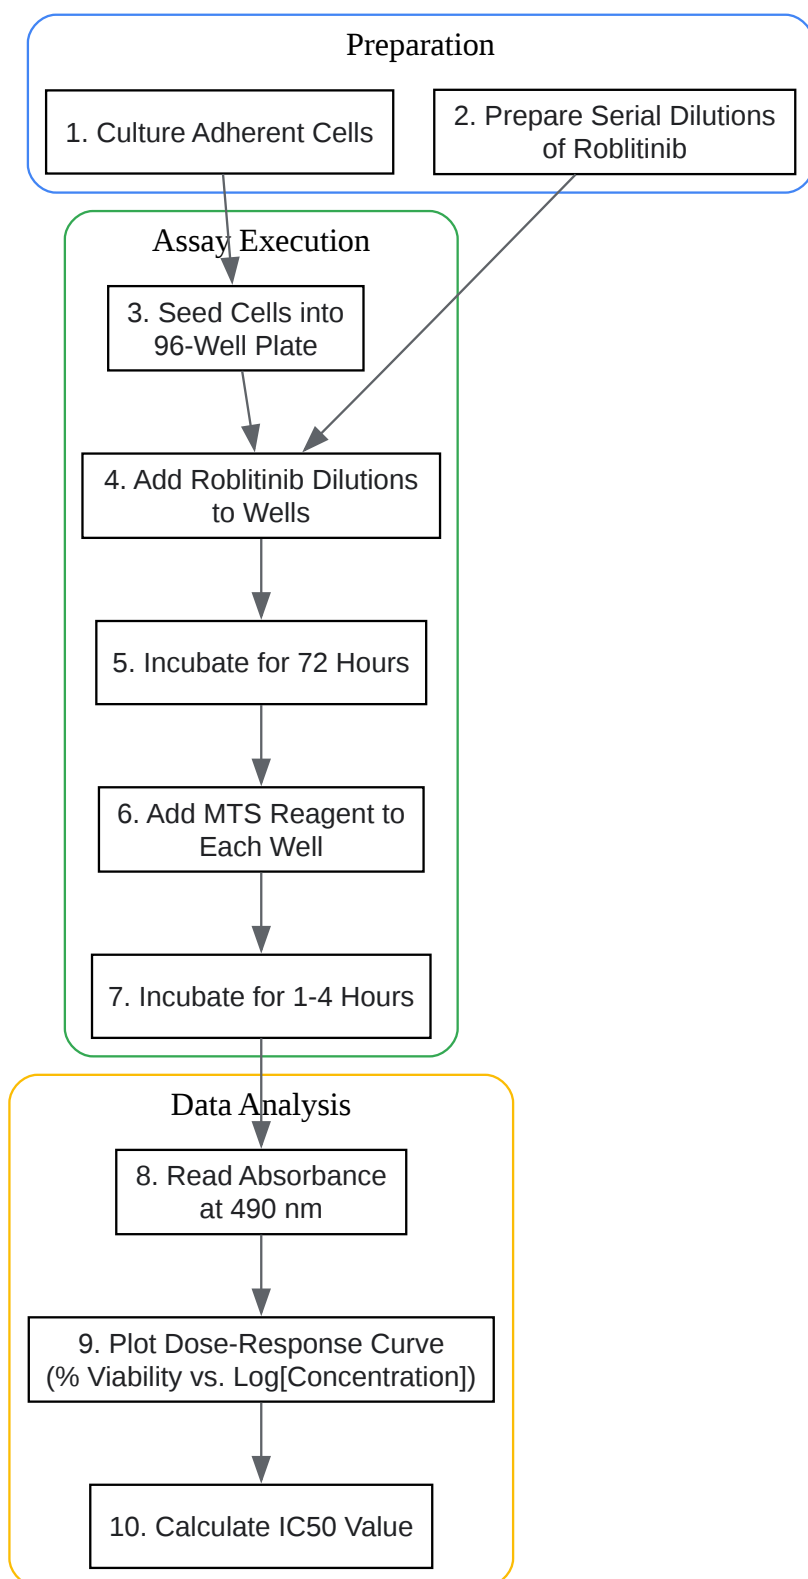 Preparation
1. Culture Adherent Cells
2. Prepare Serial Dilutions
of Roblitinib
Assay Execution
3. Seed Cells into
96-Well Plate
4. Add Roblitinib Dilutions
to Wells
5. Incubate for 72 Hours
6. Add MTS Reagent to
Each Well
7. Incubate for 1-4 Hours
Data Analysis
8. Read Absorbance
at 490 nm
9. Plot Dose-Response Curve
(% Viability vs. Log[Concentration])
10. Calculate IC50 Value